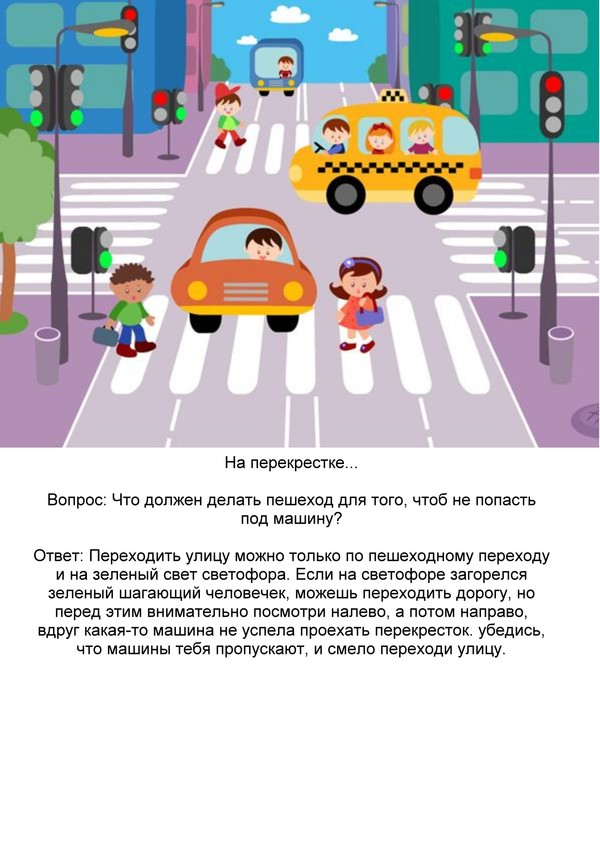 На перекрестке...
Вопрос: Что должен делать пешеход для того, чтоб не попасть
под машину?
Ответ: Переходить улицу можно только по пешеходному переходу
и на зеленый свет светофора. Если на светофоре загорелся
зеленый шагающий человечек, можешь переходить дорогу, но
перед этим внимательно посмотри налево, а потом направо,
вдруг какая-то машина не успела проехать перекресток. убедись,
что машины тебя пропускают, и смело переходи улицу.